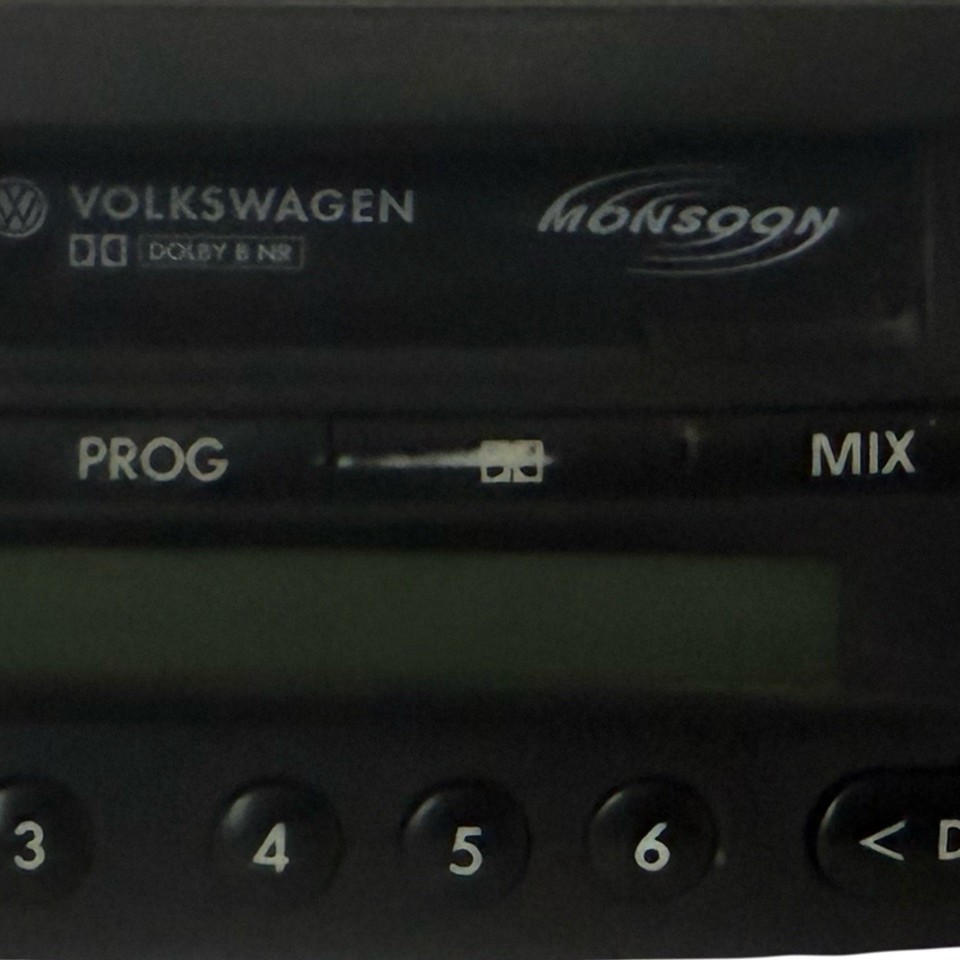 VOLKSWAGEN MONSOON
DOLBY B NR
PROG MIX
3 4 5 6 < D